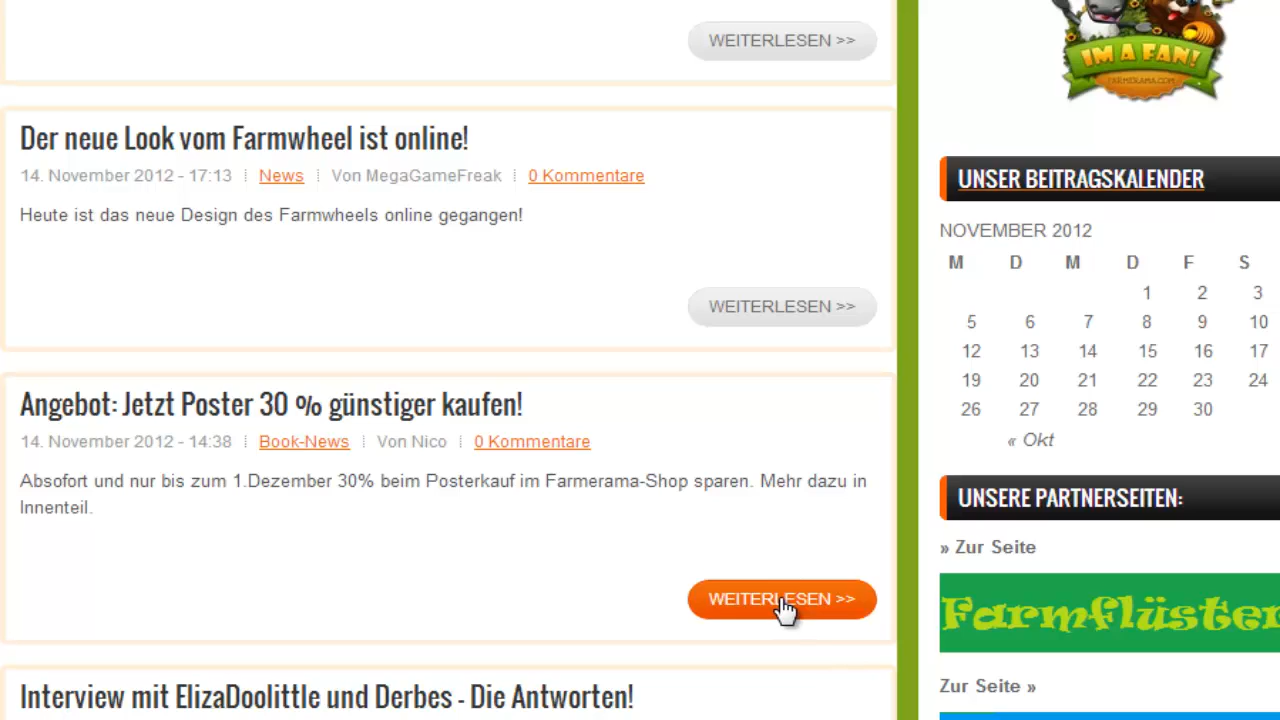 WEITERLESEN >>
Der neue Look vom Farmwheel ist online!
14. November 2012 - 17:13 News Von MegaGameFreak 0 Kommentare
Heute ist das neue Design des Farmwheels online gegangen!
WEITERLESEN >>
Angebot: Jetzt Poster 30 % günstiger kaufen!
14. November 2012 - 14:38 Book-News Von Nico 0 Kommentare
Absofort und nur bis zum 1.Dezember 30% beim Posterkauf im Farmerama-Shop sparen. Mehr dazu in
Innenteil.
WEITERLESEN >>
Interview mit ElizaDoolittle und Derbes - Die Antworten!
IM A FAN!
FARMERAMA.COM
UNSER BEITRAGSKALENDER
NOVEMBER 2012
M D M D F S
1 2 3
5 6 7 8 9 10
12 13 14 15 16 17
19 20 21 22 23 24
26 27 28 29 30
« Okt
UNSERE PARTNERSEITEN:
» Zur Seite
Farmflüster
Zur Seite »